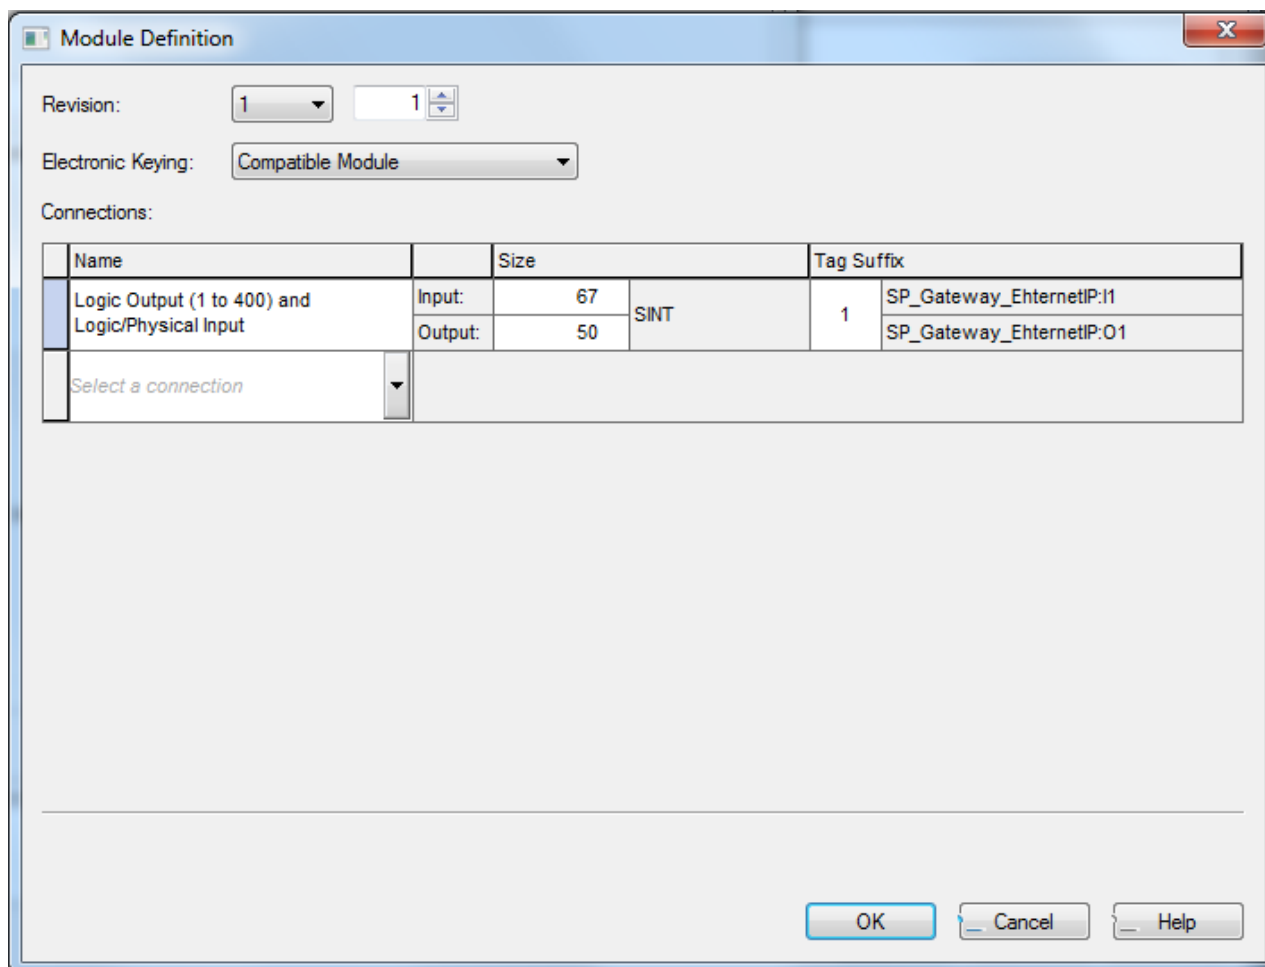 Module Definition
Revision: 1 1
Electronic Keying: Compatible Module
Connections:
Name Size Tag Suffix
Logic Output (1 to 400) and
Logic/Physical Input
Input: 67 SINT 1 SP_Gateway_EhternetIP:I1
Output: 50 SP_Gateway_EhternetIP:O1
Select a connection
OK Cancel Help